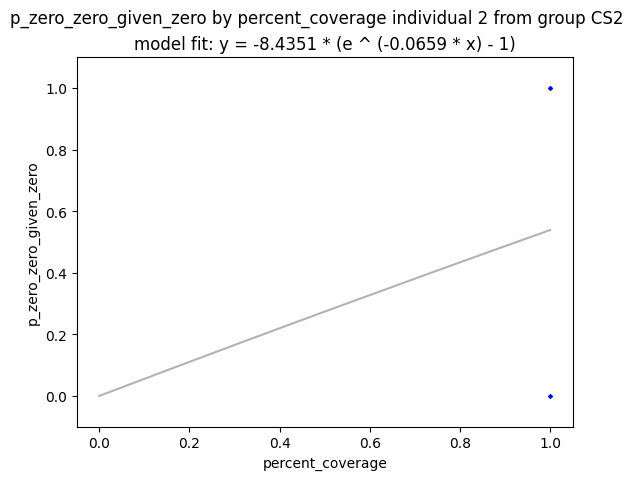 p_zero_zero_given_zero by percent_coverage individual 2 from group CS2
model fit: y = -8.4351 * (e ^ (-0.0659 * x) - 1)
p_zero_zero_given_zero
1.0
0.8
0.6
0.4
0.2
0.0
0.0 0.2 0.4 0.6 0.8 1.0
percent_coverage